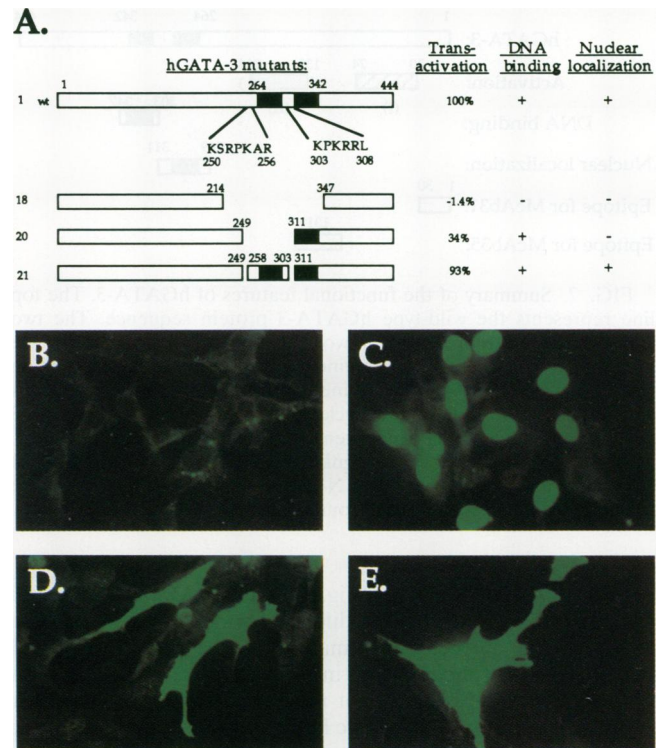 A.
hGATA-3 mutants:
Trans- DNA Nuclear
activation binding localization
1 264 342 444
1 wt 100% + +
KSRPKAR KPKRRL
250 256 303 308
214 347
18 -1.4% - -
249 311
20 34% + -
249 258 303 311
21 93% + +
B. C.
D. E.